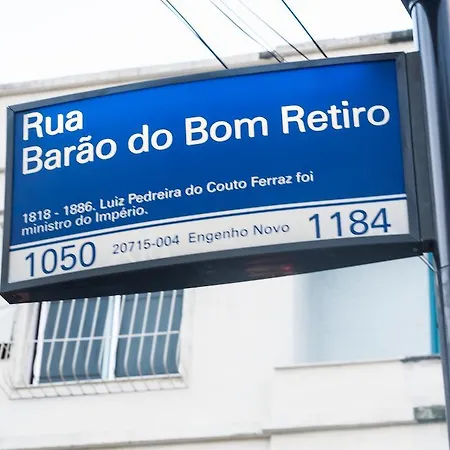 Rua
Barão do Bom Retiro
1818 - 1886. Luiz Pedreira do Couto Ferraz foi
ministro do Império.
1050 20715-004 Engenho Novo 1184